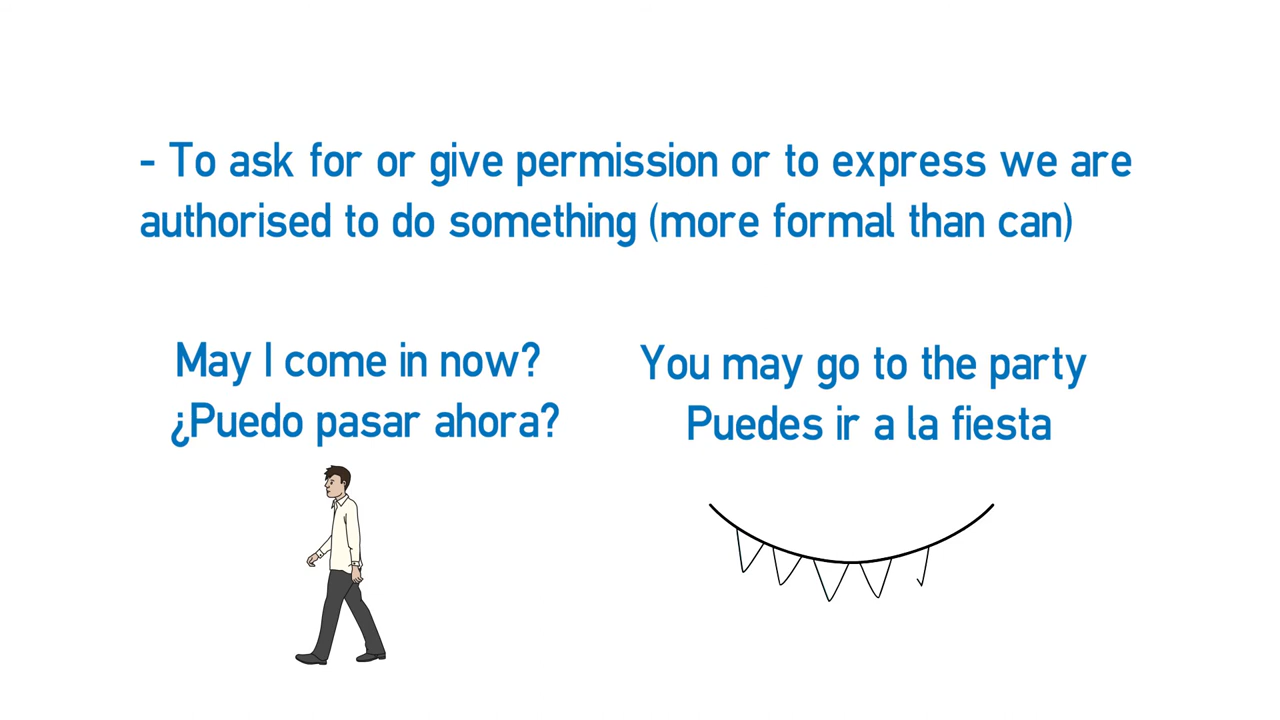 - To ask for or give permission or to express we are
authorised to do something (more formal than can)
May I come in now?
¿Puedo pasar ahora?
You may go to the party
Puedes ir a la fiesta